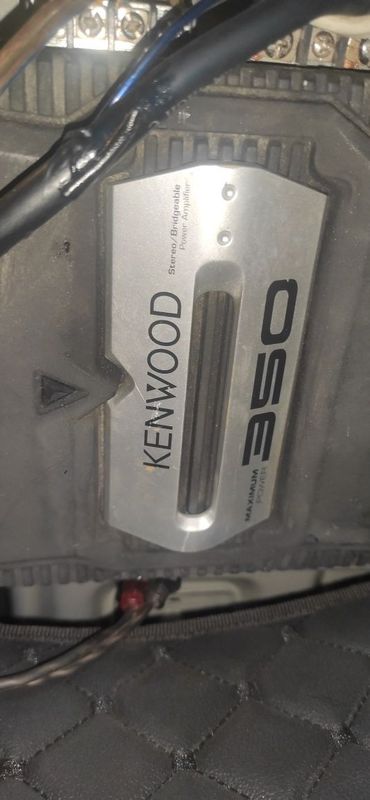 KENWOOD
Stereo/Bridgeable
Power Amplifier
MAXIMUM
POWER
350